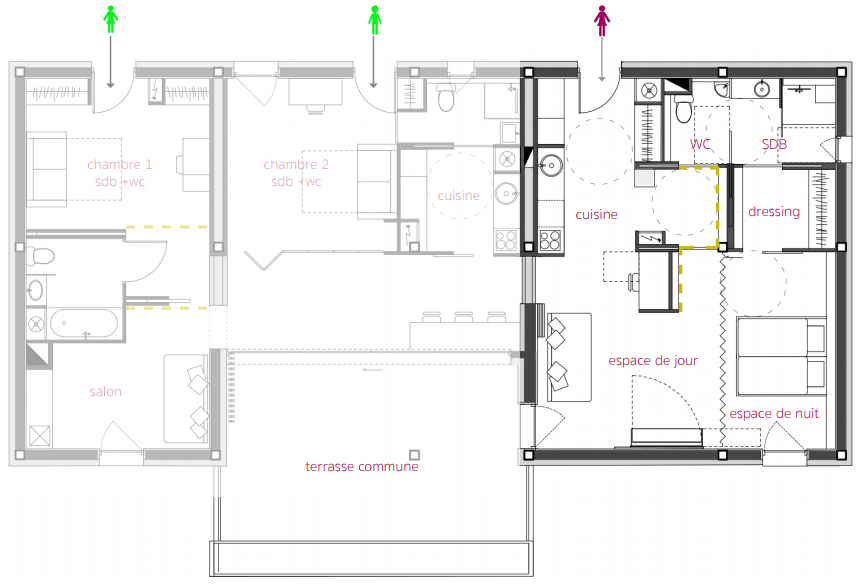 chambre 1
sdb +wc
chambre 2
sdb +wc
cuisine
WC
SDB
cuisine
dressing
salon
espace de jour
espace de nuit
terrasse commune